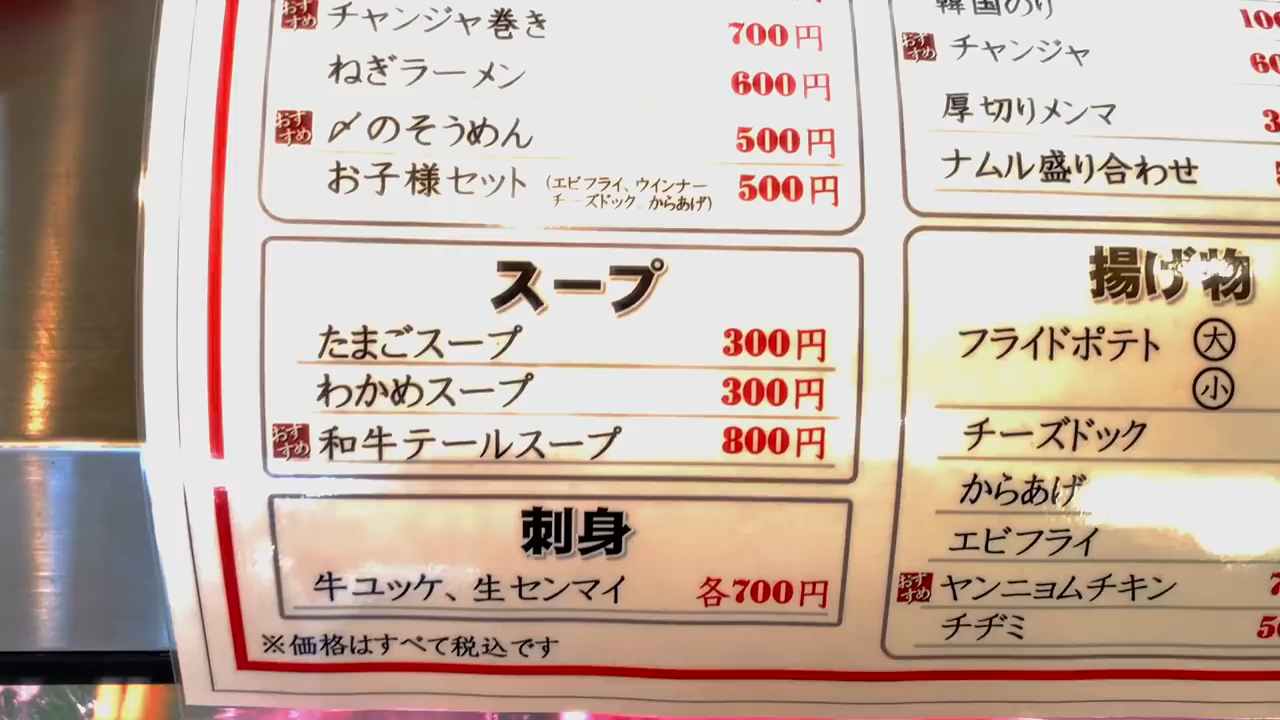 おすすめ チャンジャ巻き 700円
ねぎラーメン 600円
おすすめ 〆のそうめん 500円
お子様セット (エビフライ、ウインナー チーズドック、からあげ) 500円
スープ
たまごスープ 300円
わかめスープ 300円
おすすめ 和牛テールスープ 800円
刺身
牛ユッケ、生センマイ 各700円
※価格はすべて税込です
韓国のり
おすすめ チャンジャ
厚切りメンマ
ナムル盛り合わせ
揚げ物
フライドポテト 大
小
チーズドック
からあげ
エビフライ
おすすめ ヤンニョムチキン
チヂミ